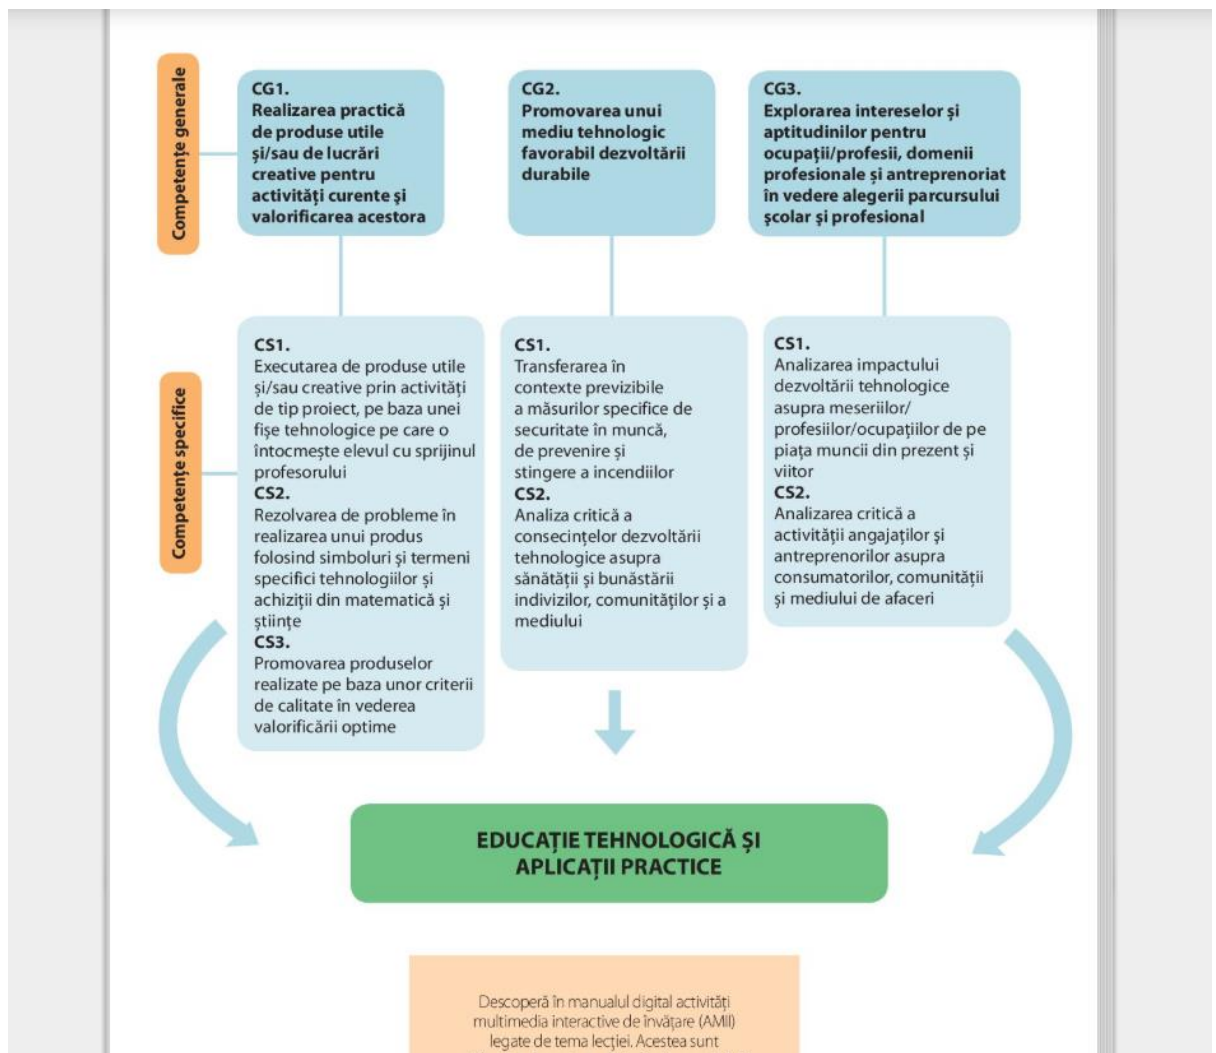 Competențe generale
CG1.
Realizarea practică
de produse utile
și/sau de lucrări
creative pentru
activități curente și
valorificarea acestora
CG2.
Promovarea unui
mediu tehnologic
favorabil dezvoltării
durabile
CG3.
Explorarea intereselor și
aptitudinilor pentru
ocupații/profesii, domenii
profesionale și antreprenoriat
în vedere alegerii parcursului
școlar și profesional
Competențe specifice
CS1.
Executarea de produse utile
și/sau creative prin activități
de tip proiect, pe baza unei
fișe tehnologice pe care o
întocmește elevul cu sprijinul
profesorului
CS2.
Rezolvarea de probleme în
realizarea unui produs
folosind simboluri și termeni
specifici tehnologiilor și
achiziții din matematică și
științe
CS3.
Promovarea produselor
realizate pe baza unor criterii
de calitate în vederea
valorificării optime
CS1.
Transferarea în
contexte previzibile
a măsurilor specifice de
securitate în muncă,
de prevenire și
stingere a incendiilor
CS2.
Analiza critică a
consecințelor dezvoltării
tehnologice asupra
sănătății și bunăstării
indivizilor, comunităților și a
mediului
CS1.
Analizarea impactului
dezvoltării tehnologice
asupra meseriilor/
profesiilor/ocupațiilor de pe
piața muncii din prezent și
viitor
CS2.
Analizarea critică a
activității angajaților și
antreprenorilor asupra
consumatorilor, comunității
și mediului de afaceri
EDUCAȚIE TEHNOLOGICĂ ȘI
APLICAȚII PRACTICE
Descoperă în manualul digital activități
multimedia interactive de învățare (AMII)
legate de tema lecției. Acestea sunt